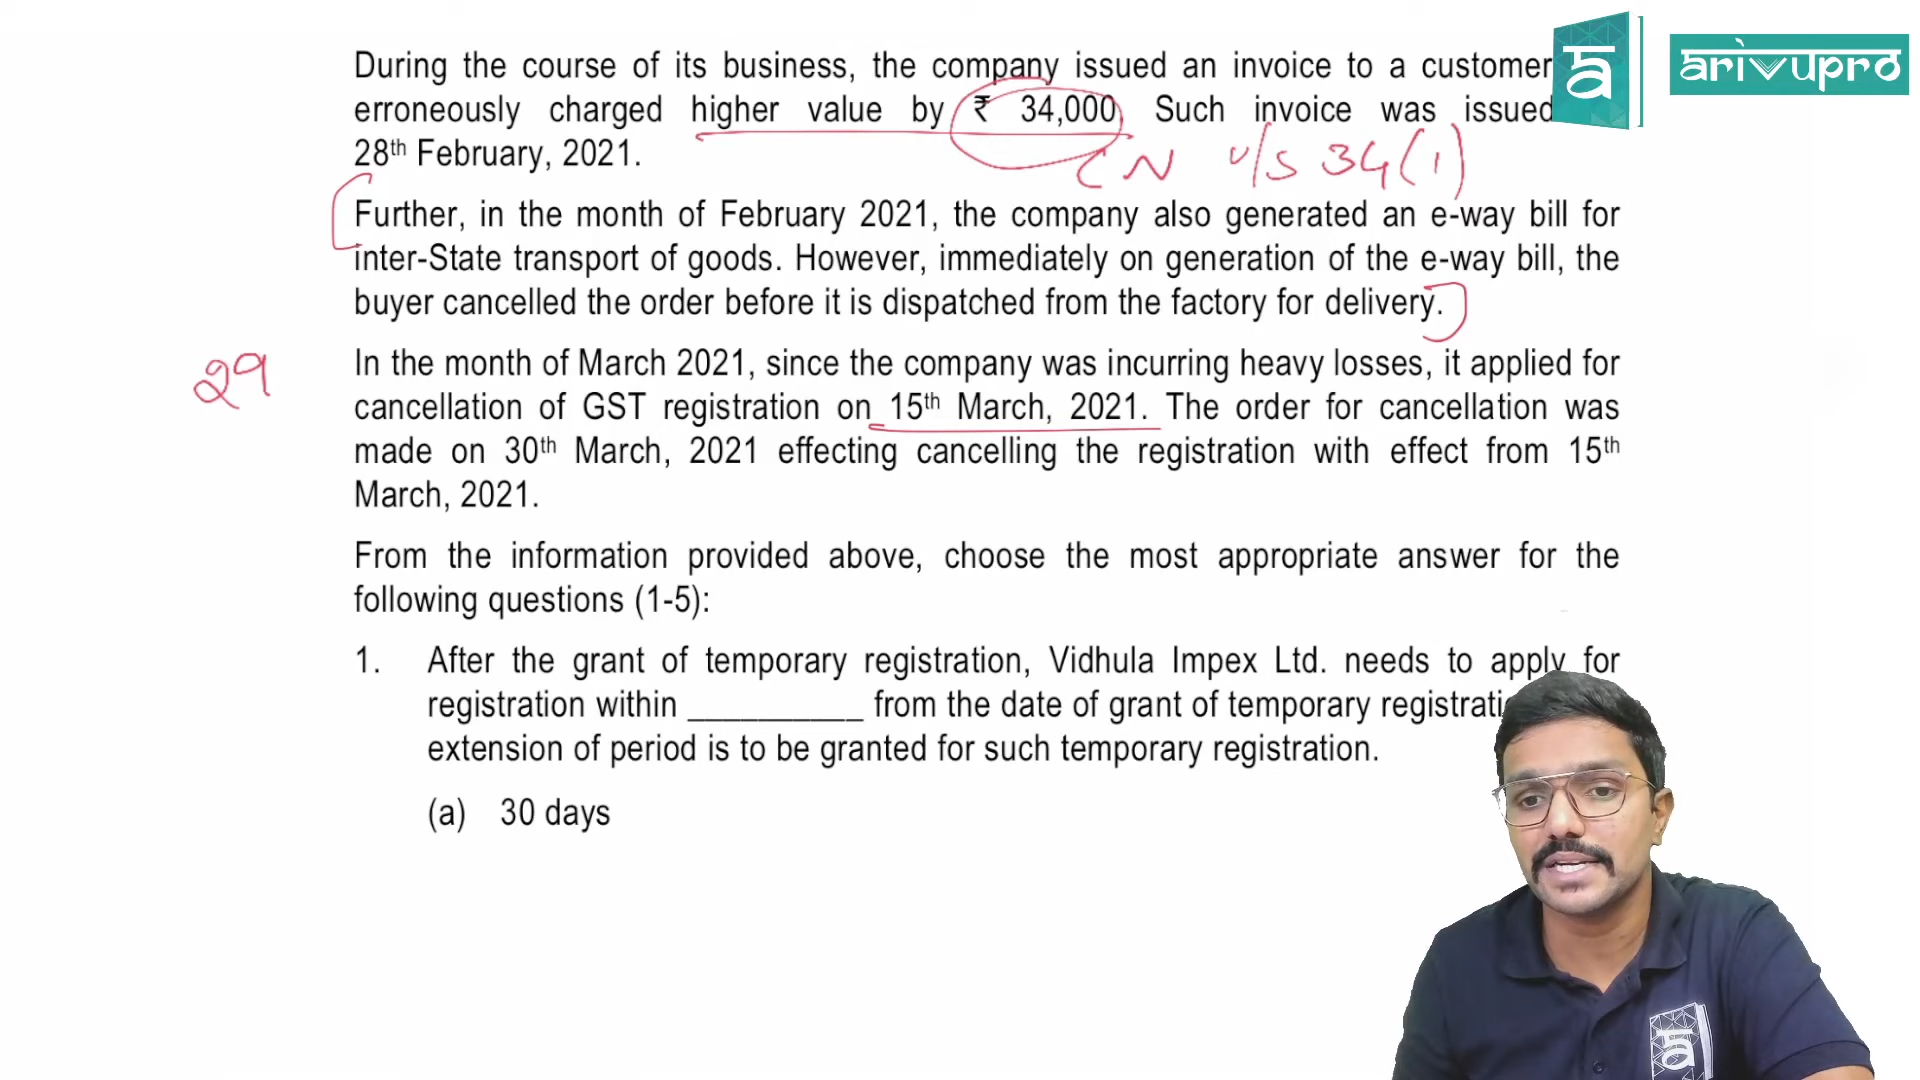 During the course of its business, the company issued an invoice to a customer
erroneously charged higher value by ₹ 34,000 Such invoice was issued
28th February, 2021.
CN u/s 34(1)
Further, in the month of February 2021, the company also generated an e-way bill for
inter-State transport of goods. However, immediately on generation of the e-way bill, the
buyer cancelled the order before it is dispatched from the factory for delivery.
29
In the month of March 2021, since the company was incurring heavy losses, it applied for
cancellation of GST registration on 15th March, 2021. The order for cancellation was
made on 30th March, 2021 effecting cancelling the registration with effect from 15th
March, 2021.
From the information provided above, choose the most appropriate answer for the
following questions (1-5):
1. After the grant of temporary registration, Vidhula Impex Ltd. needs to apply for
registration within __________ from the date of grant of temporary
extension of period is to be granted for such temporary registration.
(a) 30 days
arivupro